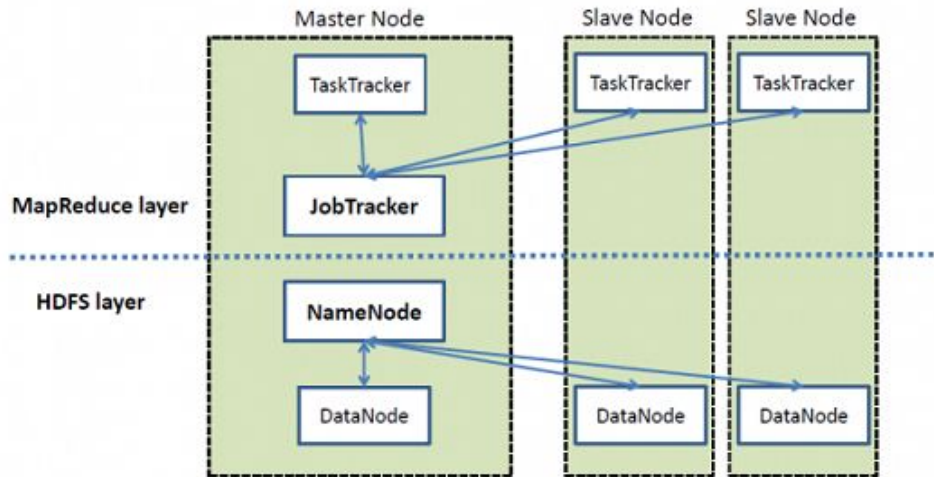 Master Node
Slave Node
Slave Node
TaskTracker
TaskTracker
TaskTracker
MapReduce layer
JobTracker
HDFS layer
NameNode
DataNode
DataNode
DataNode